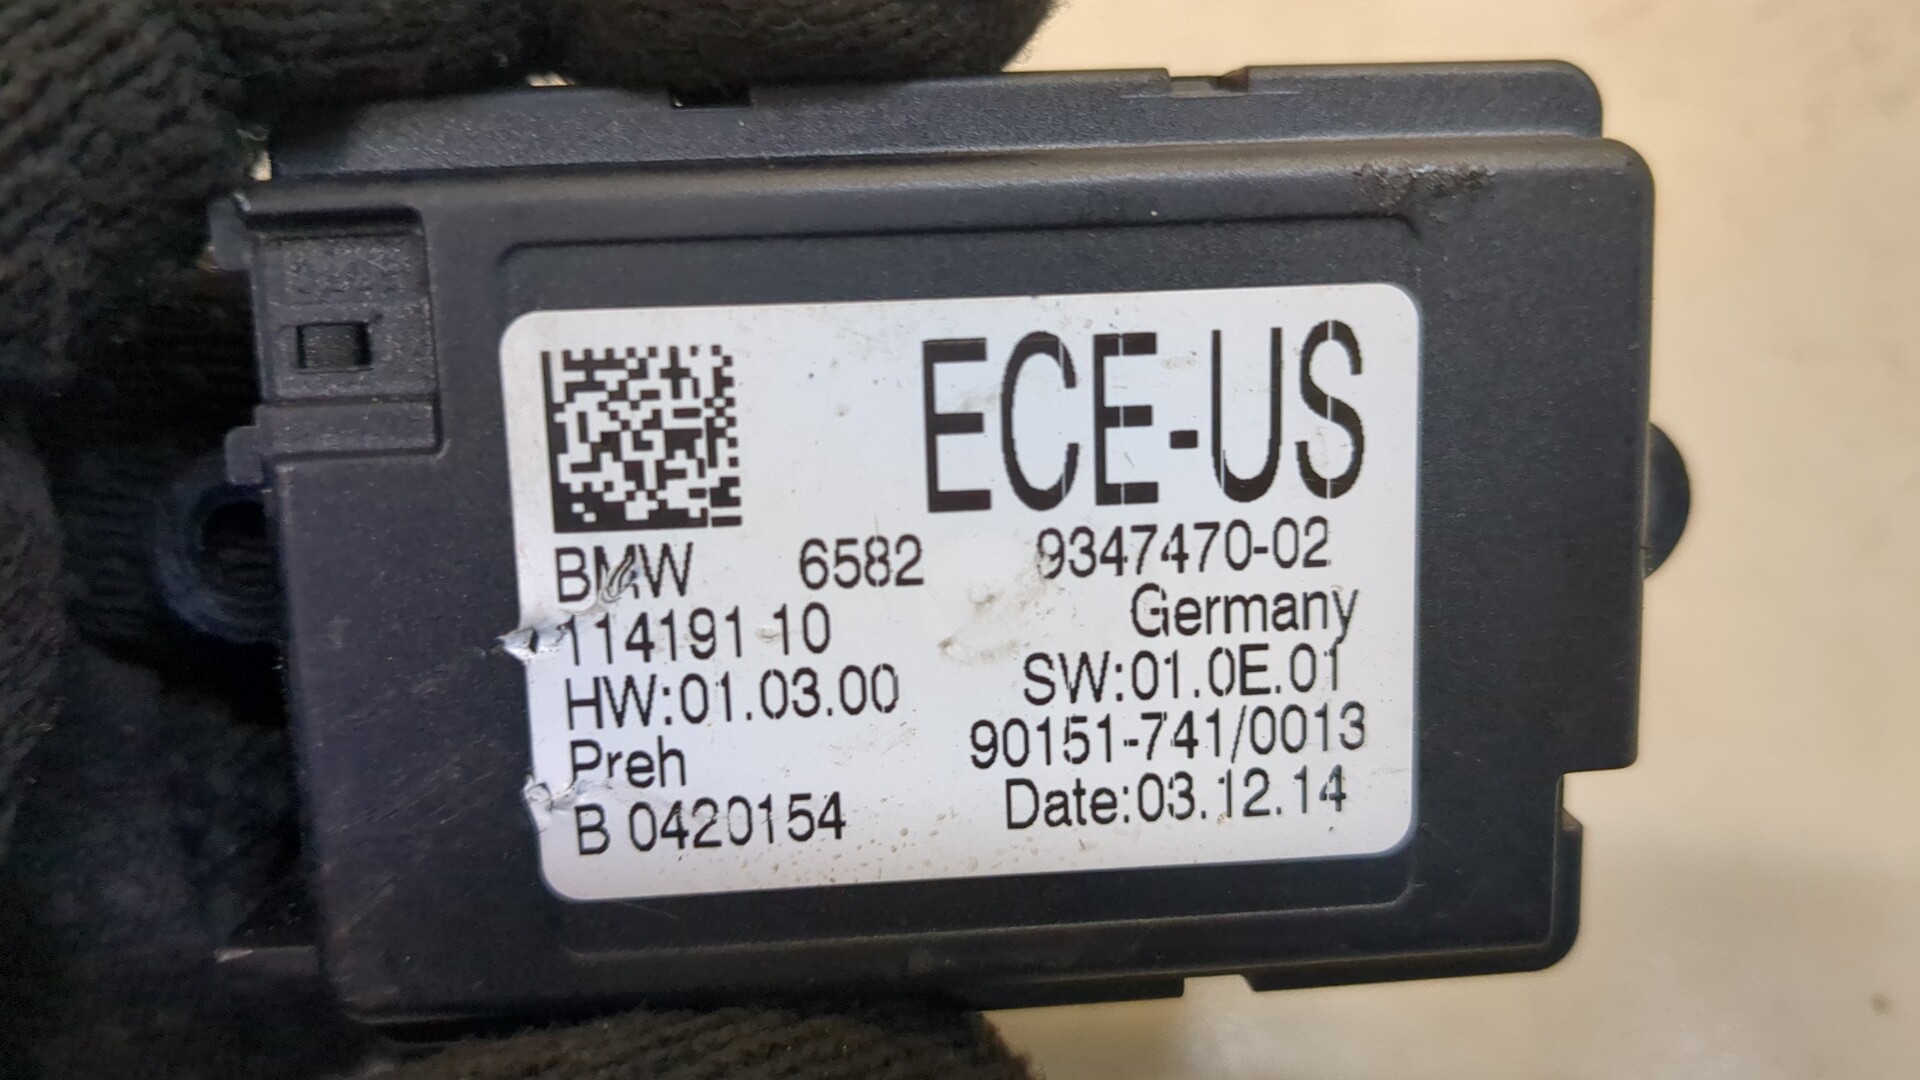 ECE-US
BMW 6582 9347470-02
114191 10 Germany
HW:01.03.00 SW:01.0E.01
Preh 90151-741/0013
B 0420154 Date:03.12.14